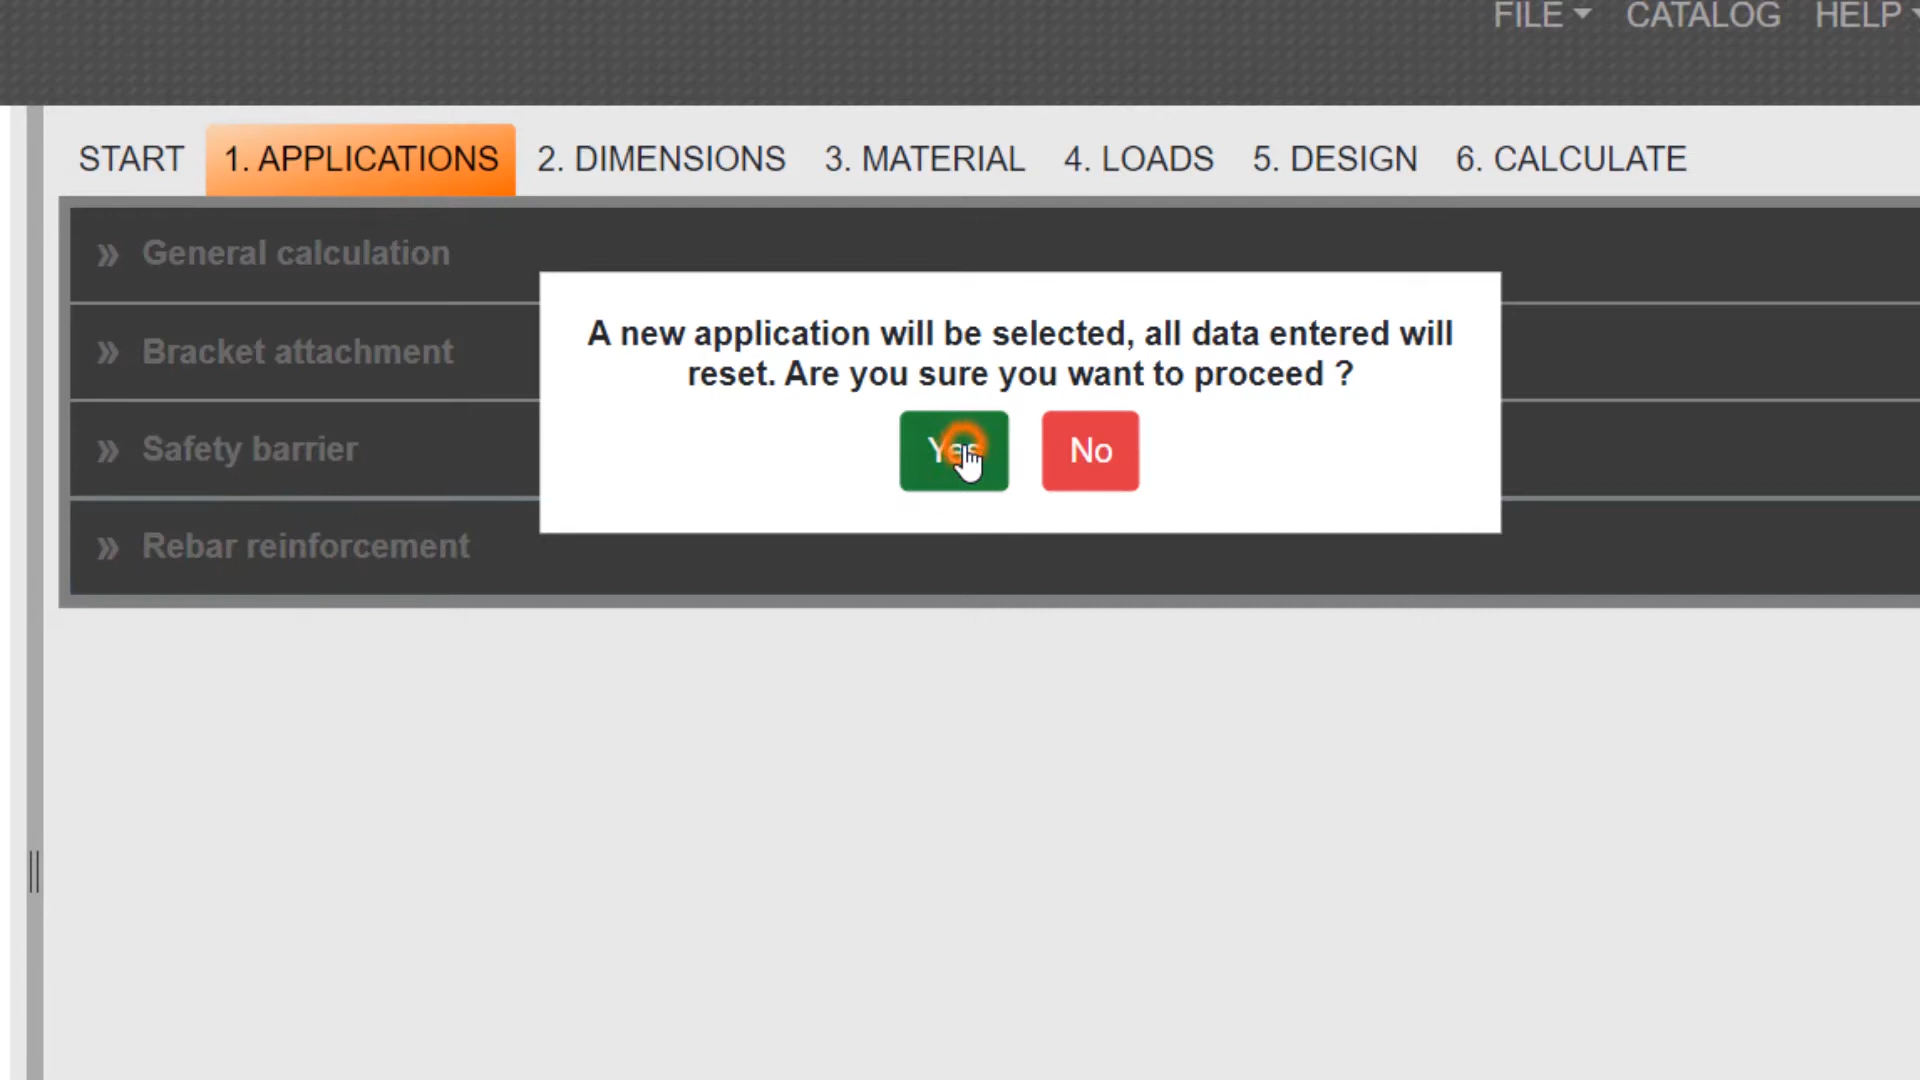 FILE CATALOG HELP
START 1. APPLICATIONS 2. DIMENSIONS 3. MATERIAL 4. LOADS 5. DESIGN 6. CALCULATE
» General calculation
» Bracket attachment
» Safety barrier
» Rebar reinforcement
A new application will be selected, all data entered will
reset. Are you sure you want to proceed ?
Yes No